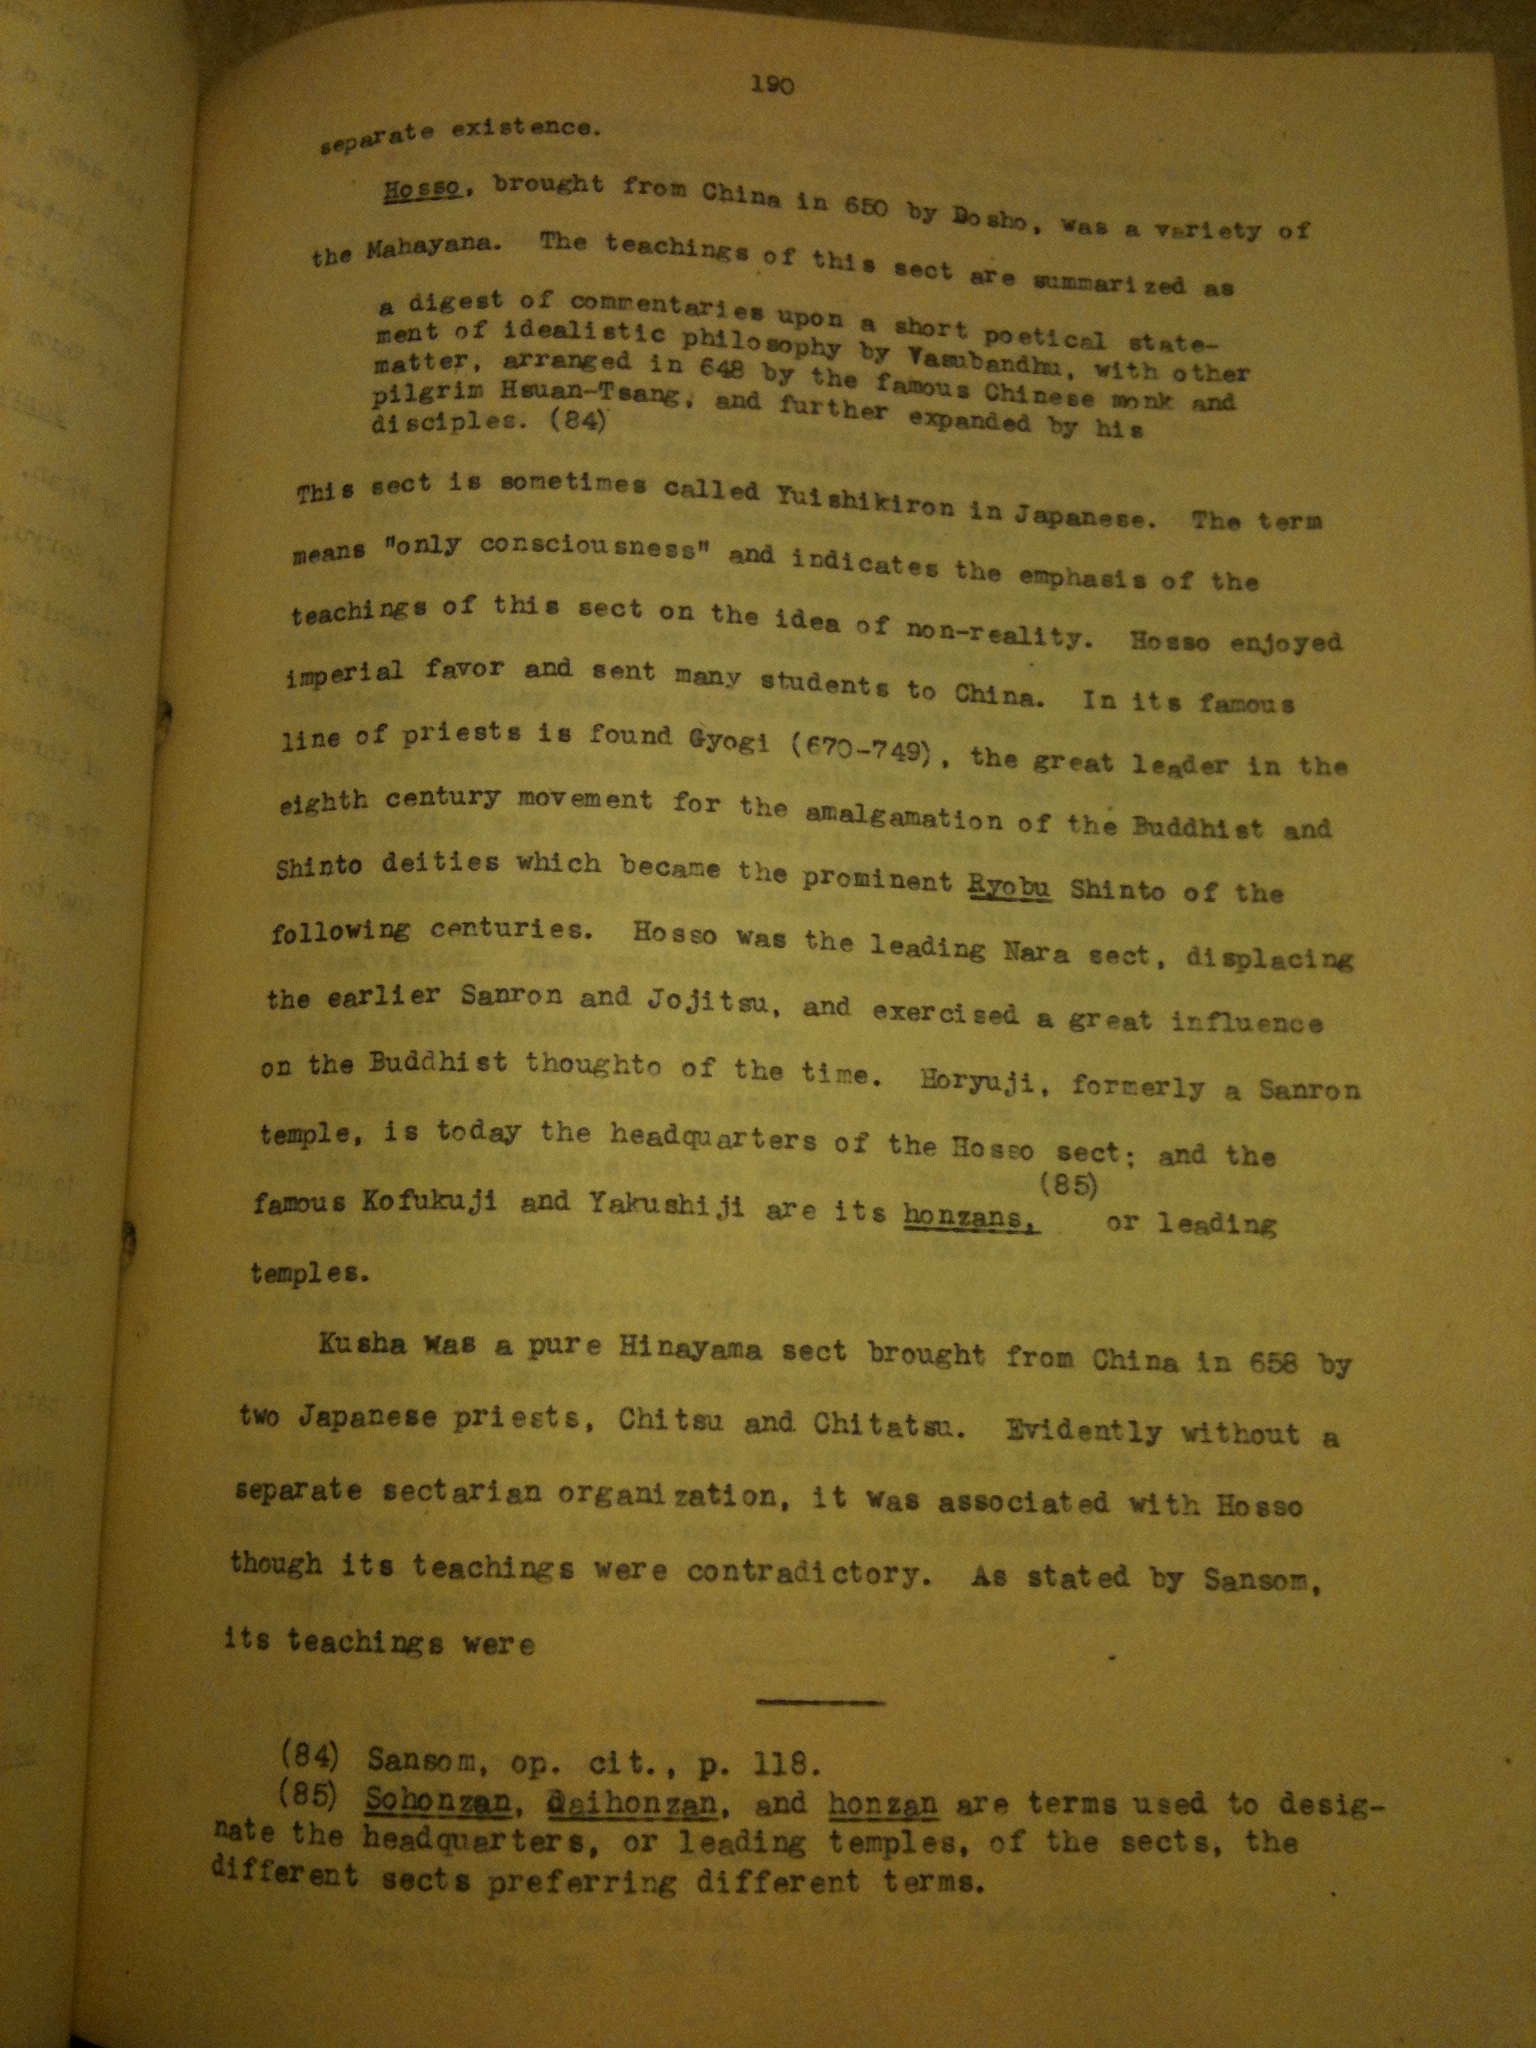 190
separate existence.
Hosso, brought from China in 650 by Dosho, was a variety of
the Mahayana. The teachings of this sect are summarized as
a digest of commentaries upon a short poetical state-
ment of idealistic philosophy by Vasubandhu, with other
matter, arranged in 648 by the famous Chinese monk and
pilgrim Hsuan-Tsang, and further expanded by his
disciples. (84)
This sect is sometimes called Yuishikiron in Japanese. The term
means "only consciousness" and indicates the emphasis of the
teachings of this sect on the idea of non-reality. Hosso enjoyed
imperial favor and sent many students to China. In its famous
line of priests is found Gyogi (670-749), the great leader in the
eighth century movement for the amalgamation of the Buddhist and
Shinto deities which became the prominent Ryobu Shinto of the
following centuries. Hosso was the leading Nara sect, displacing
the earlier Sanron and Jojitsu, and exercised a great influence
on the Buddhist thoughto of the time. Horyuji, formerly a Sanron
temple, is today the headquarters of the Hosso sect; and the
famous Kofukuji and Yakushiji are its honzans, (85) or leading
temples.
Kusha was a pure Hinayama sect brought from China in 658 by
two Japanese priests, Chitsu and Chitatsu. Evidently without a
separate sectarian organization, it was associated with Hosso
though its teachings were contradictory. As stated by Sansom,
its teachings were
(84) Sansom, op. cit., p. 118.
(85) Sohonzan, daihonzan, and honzan are terms used to desig-
nate the headquarters, or leading temples, of the sects, the
different sects preferring different terms.